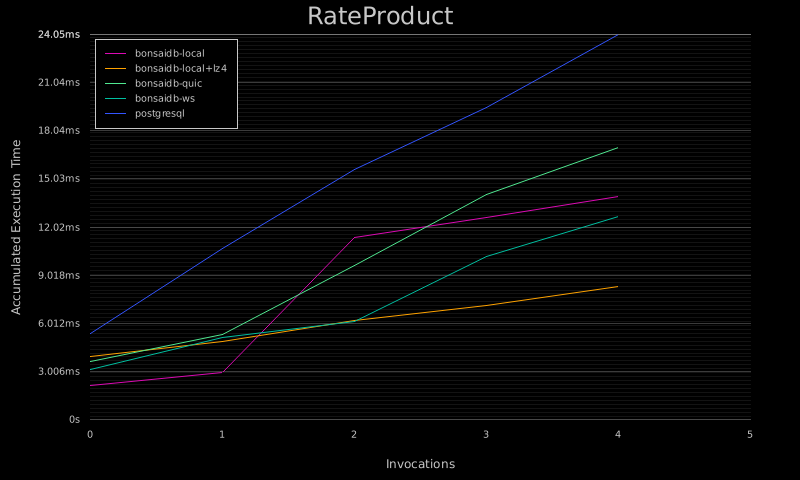 RateProduct
24.05ms
bonsaidb-local
bonsaidb-local+lz4
21.04ms
bonsaidb-quic
bonsaidb-ws
postgresql
18.04ms
15.03ms
12.02ms
9.018ms
6.012ms
3.006ms
0s
Accumulated Execution Time
0 1 2 3 4 5
Invocations